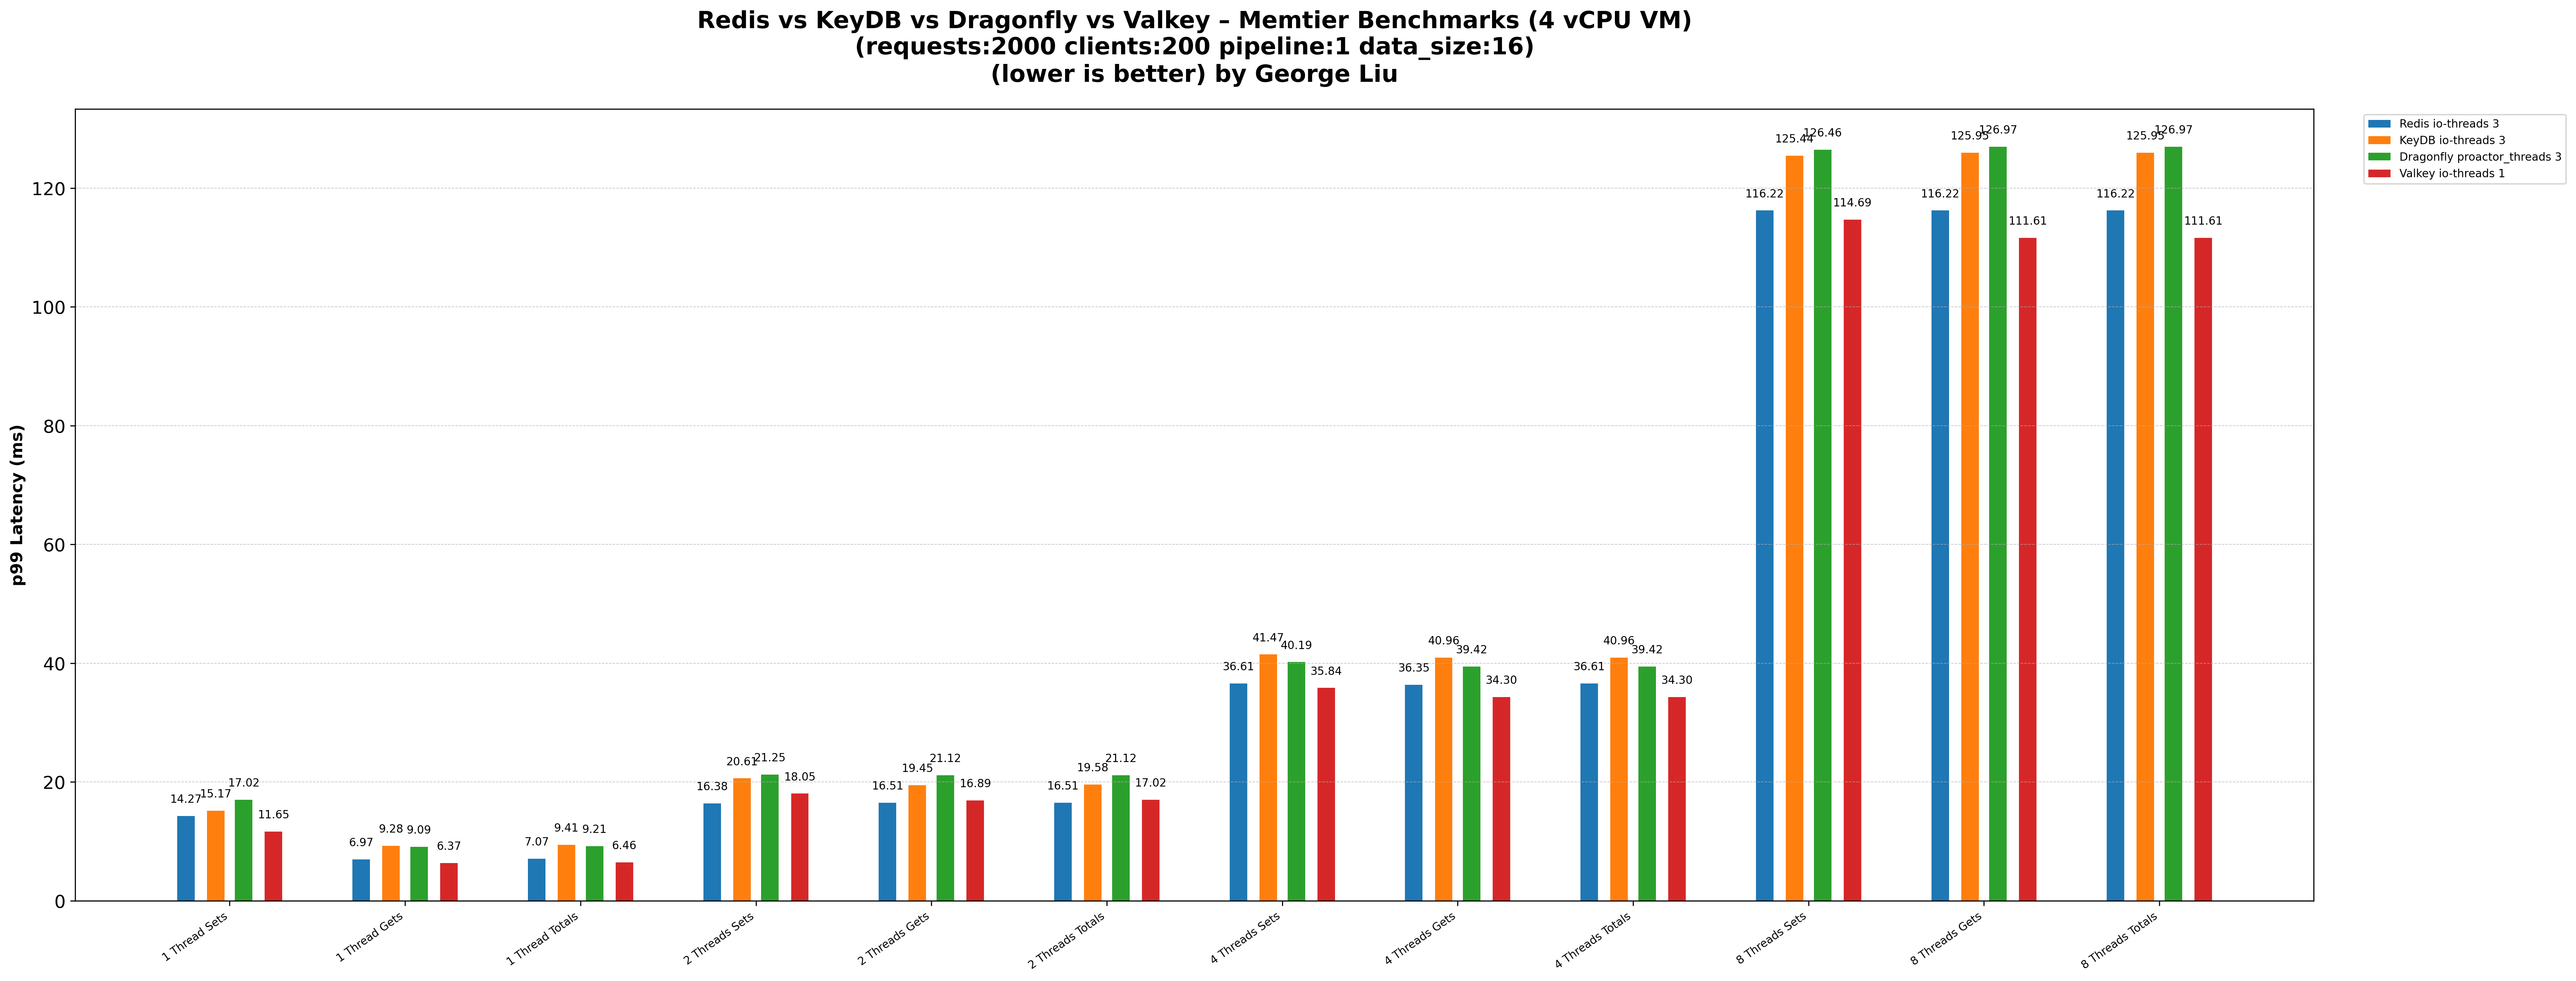 Redis vs KeyDB vs Dragonfly vs Valkey – Memtier Benchmarks (4 vCPU VM)
(requests:2000 clients:200 pipeline:1 data_size:16)
(lower is better) by George Liu
Redis io-threads 3
KeyDB io-threads 3
Dragonfly proactor_threads 3
Valkey io-threads 1
p99 Latency (ms)
120
100
80
60
40
20
0
14.27
15.17
17.02
11.65
6.97
9.28
9.09
6.37
7.07
9.41
9.21
6.46
16.38
20.61
21.25
18.05
16.51
19.45
21.12
16.89
16.51
19.58
21.12
17.02
36.61
41.47
40.19
35.84
36.35
40.96
39.42
34.30
36.61
40.96
39.42
34.30
116.22
125.44
126.46
114.69
116.22
125.95
126.97
111.61
116.22
125.95
126.97
111.61
1 Thread Sets
1 Thread Gets
1 Thread Totals
2 Threads Sets
2 Threads Gets
2 Threads Totals
4 Threads Sets
4 Threads Gets
4 Threads Totals
8 Threads Sets
8 Threads Gets
8 Threads Totals